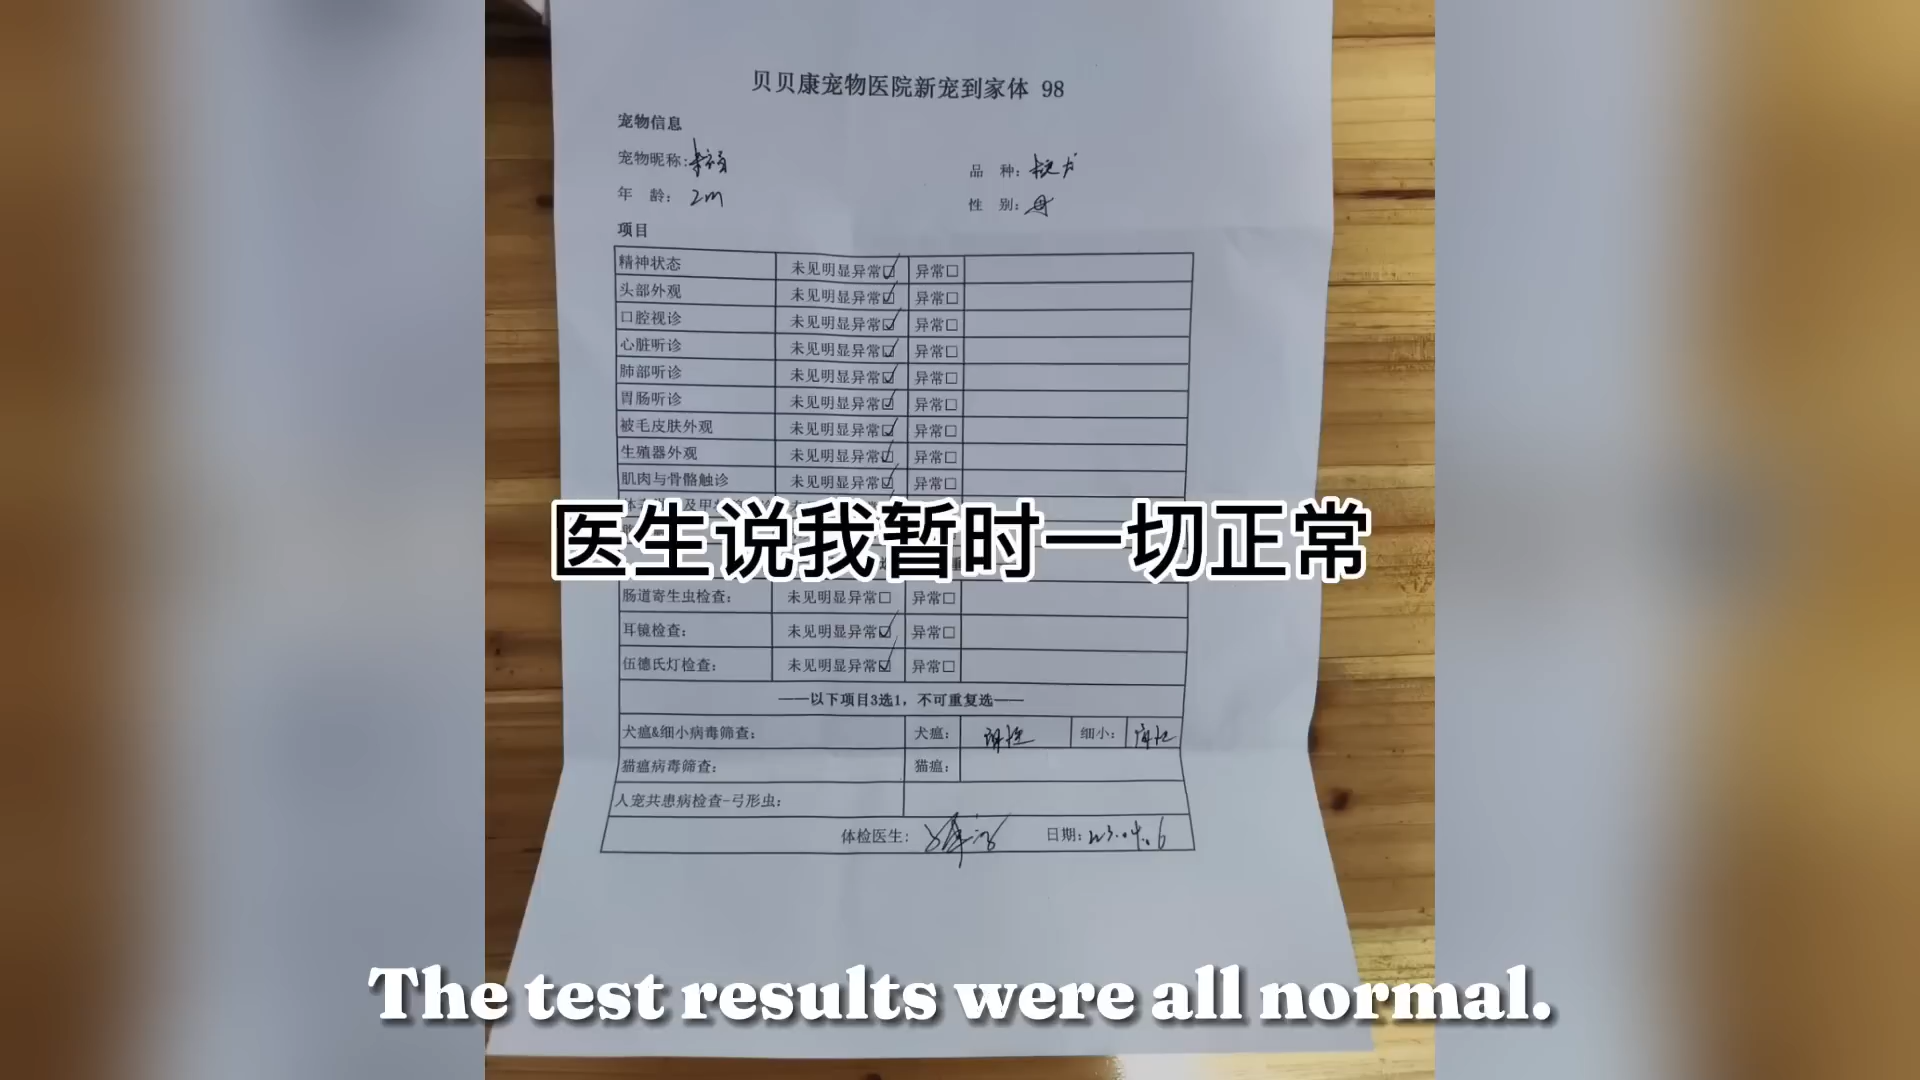 贝贝康宠物医院新宠到家体 98
宠物信息
宠物昵称:
品 种:
年 龄: 2m
性 别: 母
项目
精神状态 未见明显异常☑ 异常□
头部外观 未见明显异常☑ 异常□
口腔视诊 未见明显异常☑ 异常□
心脏听诊 未见明显异常☑ 异常□
肺部听诊 未见明显异常☑ 异常□
胃肠听诊 未见明显异常☑ 异常□
被毛皮肤外观 未见明显异常☑ 异常□
生殖器外观 未见明显异常☑ 异常□
肌肉与骨骼触诊 未见明显异常☑ 异常□
医生说我暂时一切正常
肠道寄生虫检查: 未见明显异常□ 异常□
耳镜检查: 未见明显异常☑ 异常□
伍德氏灯检查: 未见明显异常☑ 异常□
——以下项目3选1，不可重复选——
犬瘟&细小病毒筛查: 犬瘟: 细小:
猫瘟病毒筛查: 猫瘟:
人宠共患病检查-弓形虫:
体检医生: 日期:
The test results were all normal.